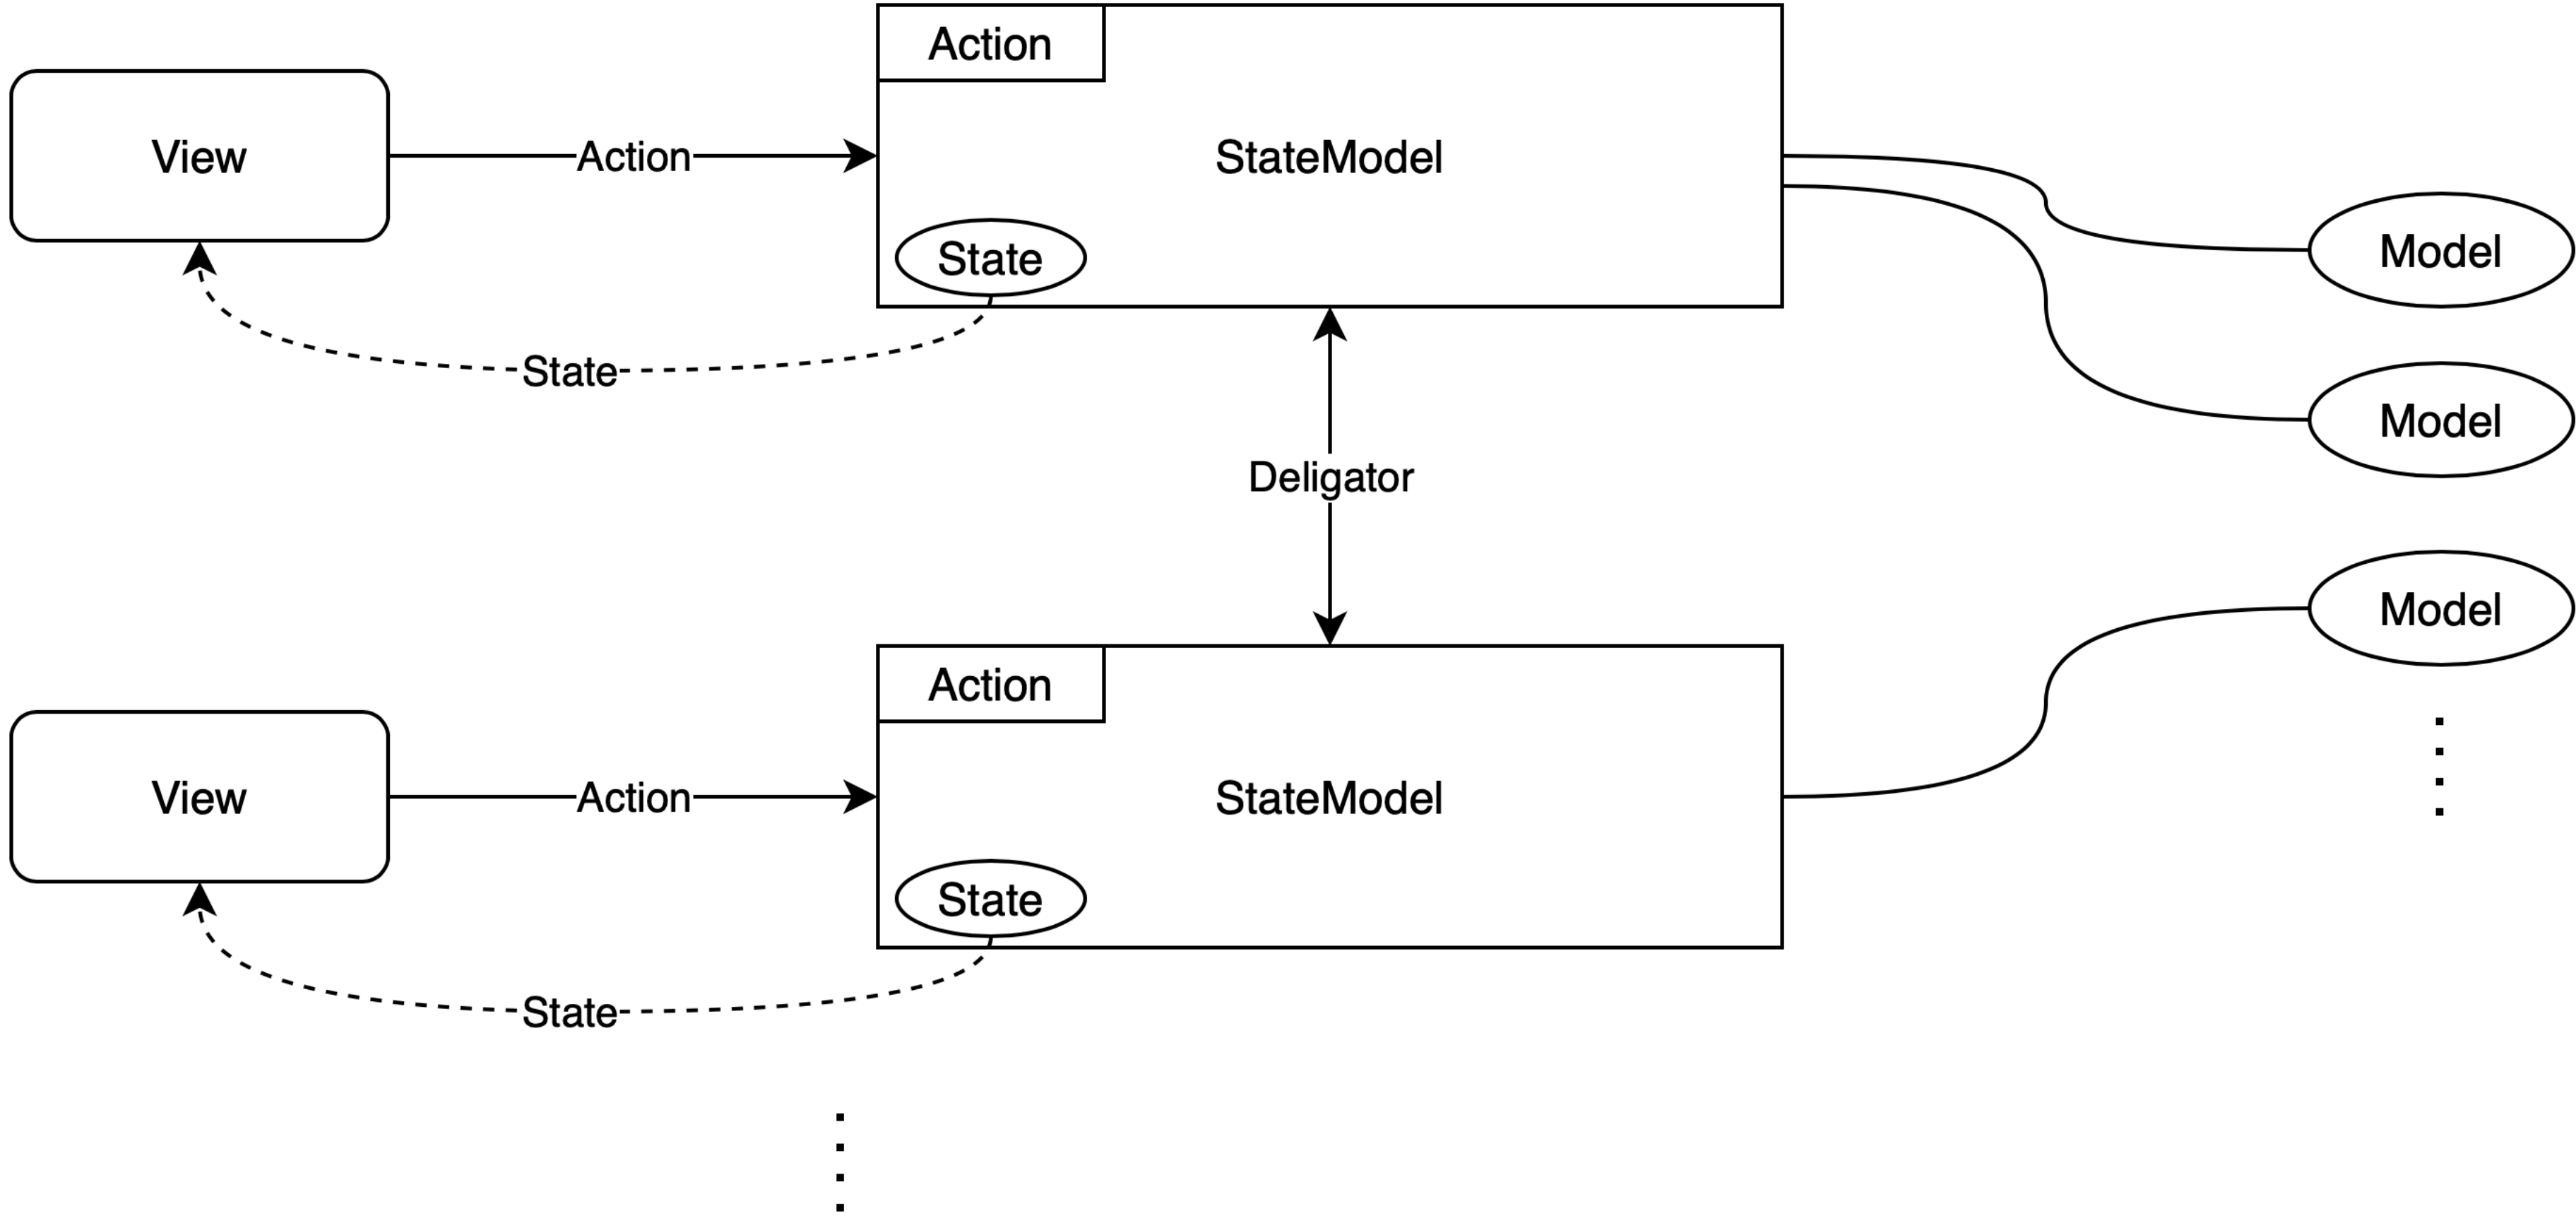 Action
View
Action
StateModel
State
Model
State
Model
Deligator
Model
Action
View
Action
StateModel
State
State